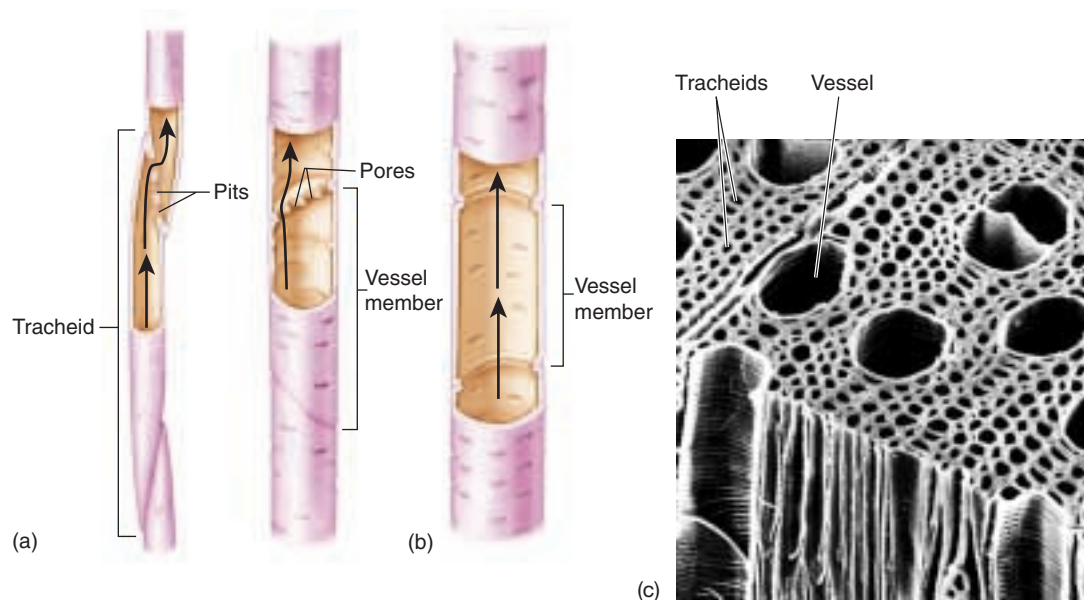 Tracheids
Vessel
Pits
Pores
Vessel
member
Vessel
member
Tracheid
(a)
(b)
(c)